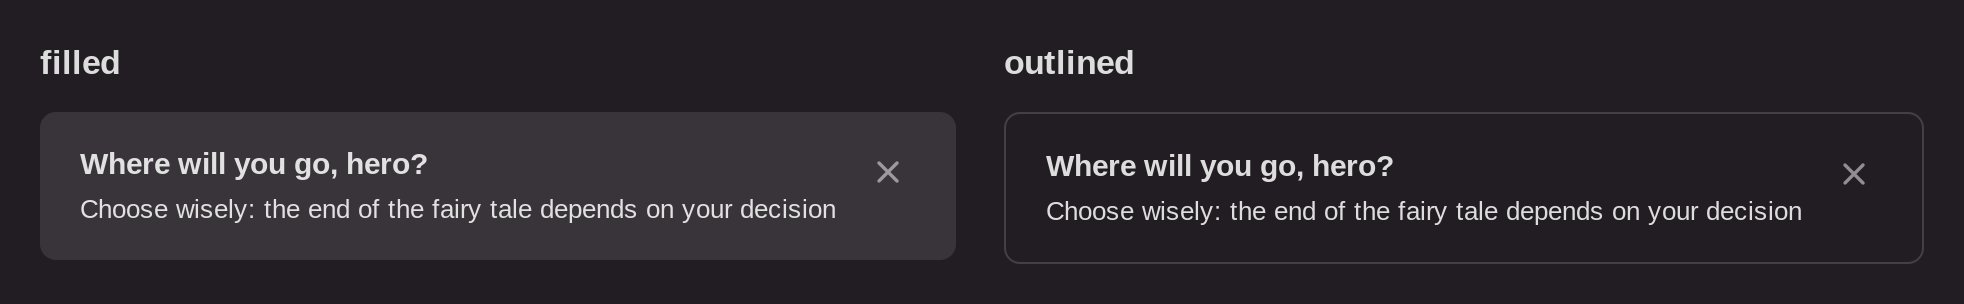 filled
Where will you go, hero?
Choose wisely: the end of the fairy tale depends on your decision
outlined
Where will you go, hero?
Choose wisely: the end of the fairy tale depends on your decision